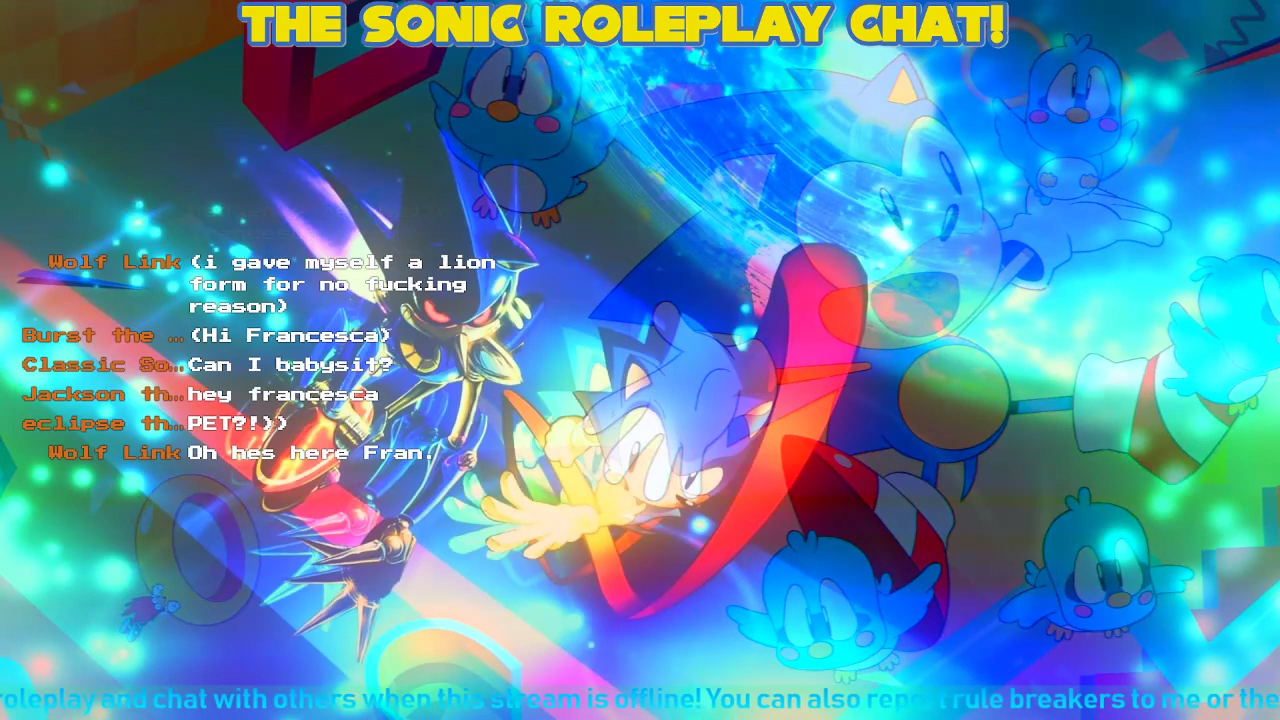 THE SONIC ROLEPLAY CHAT!
Wolf Link (i gave myself a lion
form for no fucking
reason)
Burst the ... (Hi Francesca)
Classic So... Can I babysit?
Jackson th... hey francesca
eclipse th... PET?!))
Wolf Link Oh hes here Fran.
roleplay and chat with others when this stream is offline! You can also report rule breakers to me or the